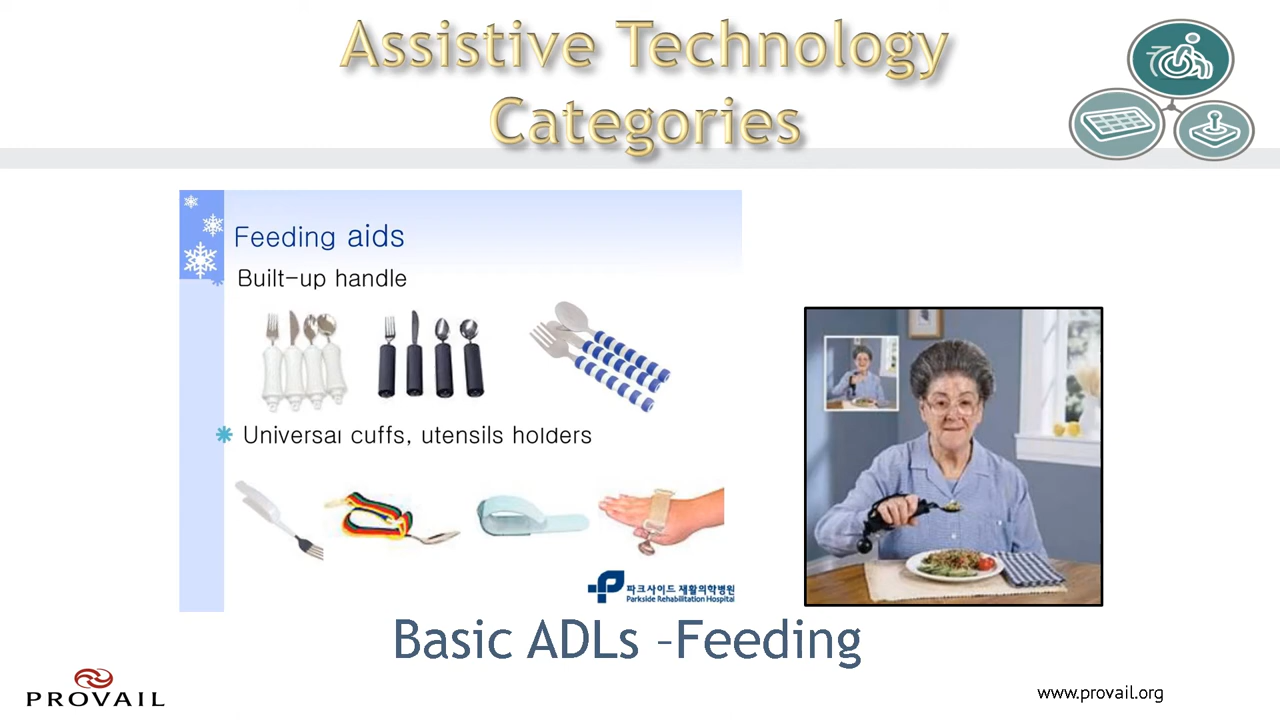 Assistive Technology
Categories
Feeding aids
Built-up handle
Universal cuffs, utensils holders
파크사이드 재활의학병원
Parkside Rehabilitation Hospital
Basic ADLs –Feeding
PROVAIL
www.provail.org